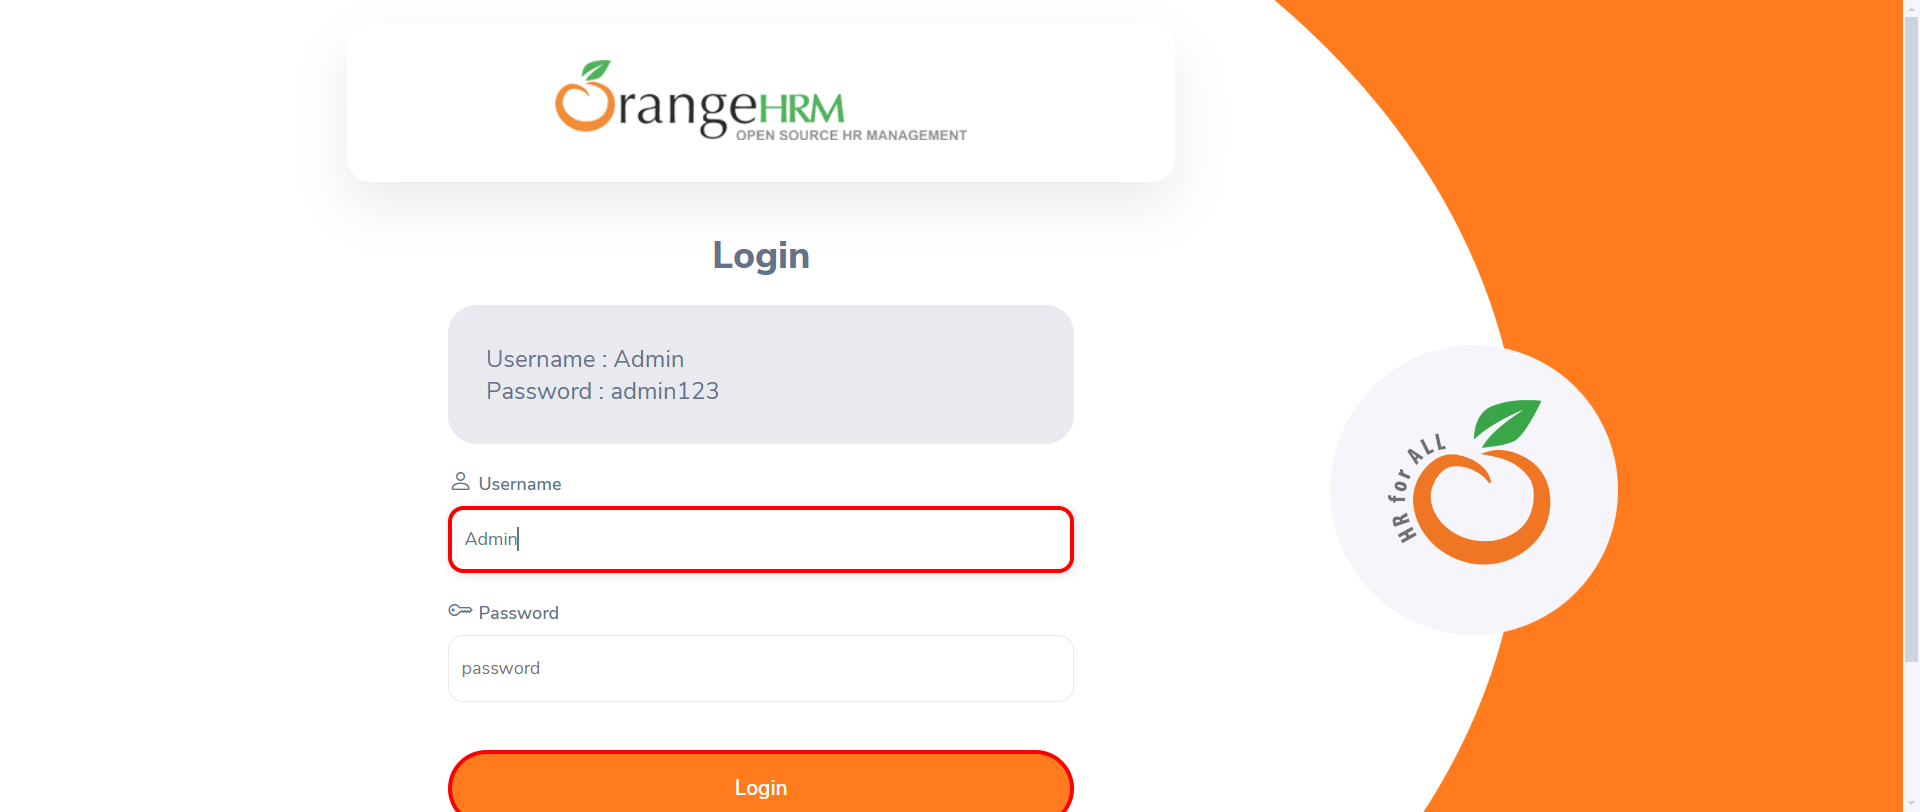 OrangeHRM
OPEN SOURCE HR MANAGEMENT
Login
Username : Admin
Password : admin123
Username
Admin
Password
password
Login
HR for ALL